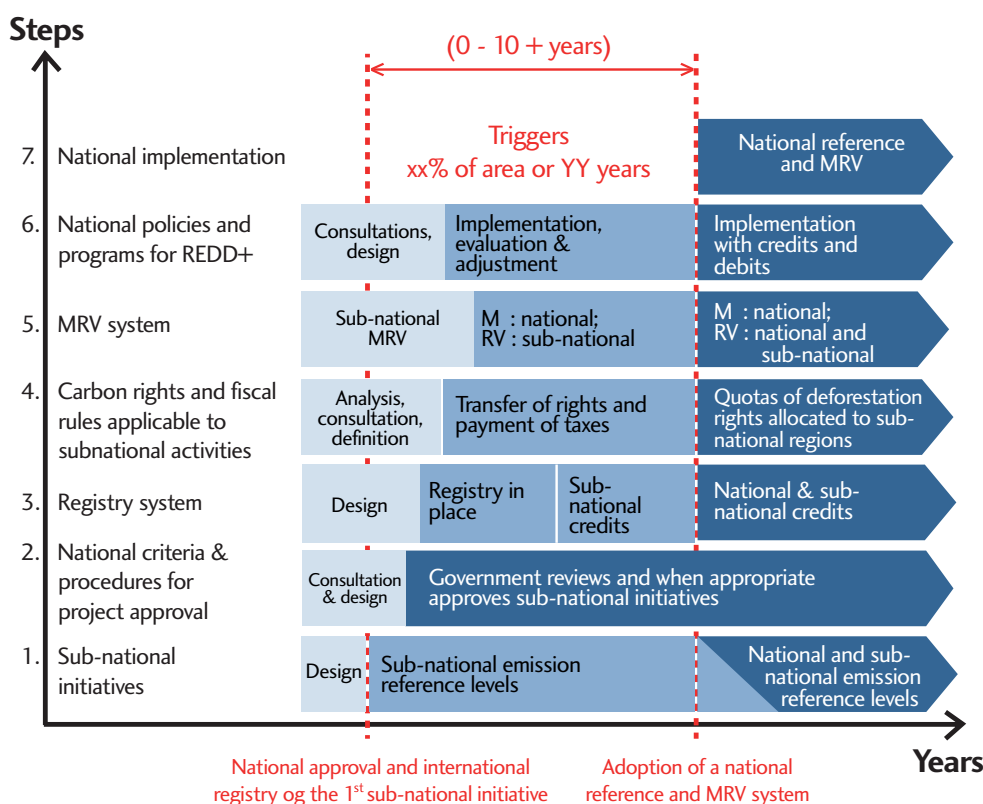 Steps
(0 - 10 + years)
Triggers
xx% of area or YY years
7. National implementation
National reference
and MRV
6. National policies and
programs for REDD+
Consultations,
design
Implementation,
evaluation &
adjustment
Implementation
with credits and
debits
5. MRV system
Sub-national
MRV
M : national;
RV : sub-national
M : national;
RV : national and
sub-national
4. Carbon rights and fiscal
rules applicable to
subnational activities
Analysis,
consultation,
definition
Transfer of rights and
payment of taxes
Quotas of deforestation
rights allocated to sub-
national regions
3. Registry system
Design
Registry in
place
Sub-
national
credits
National & sub-
national credits
2. National criteria &
procedures for
project approval
Consultation
& design
Government reviews and when appropriate
approves sub-national initiatives
1. Sub-national
initiatives
Design
Sub-national emission
reference levels
National and sub-
national emission
reference levels
Years
National approval and international
registry og the 1st sub-national initiative
Adoption of a national
reference and MRV system